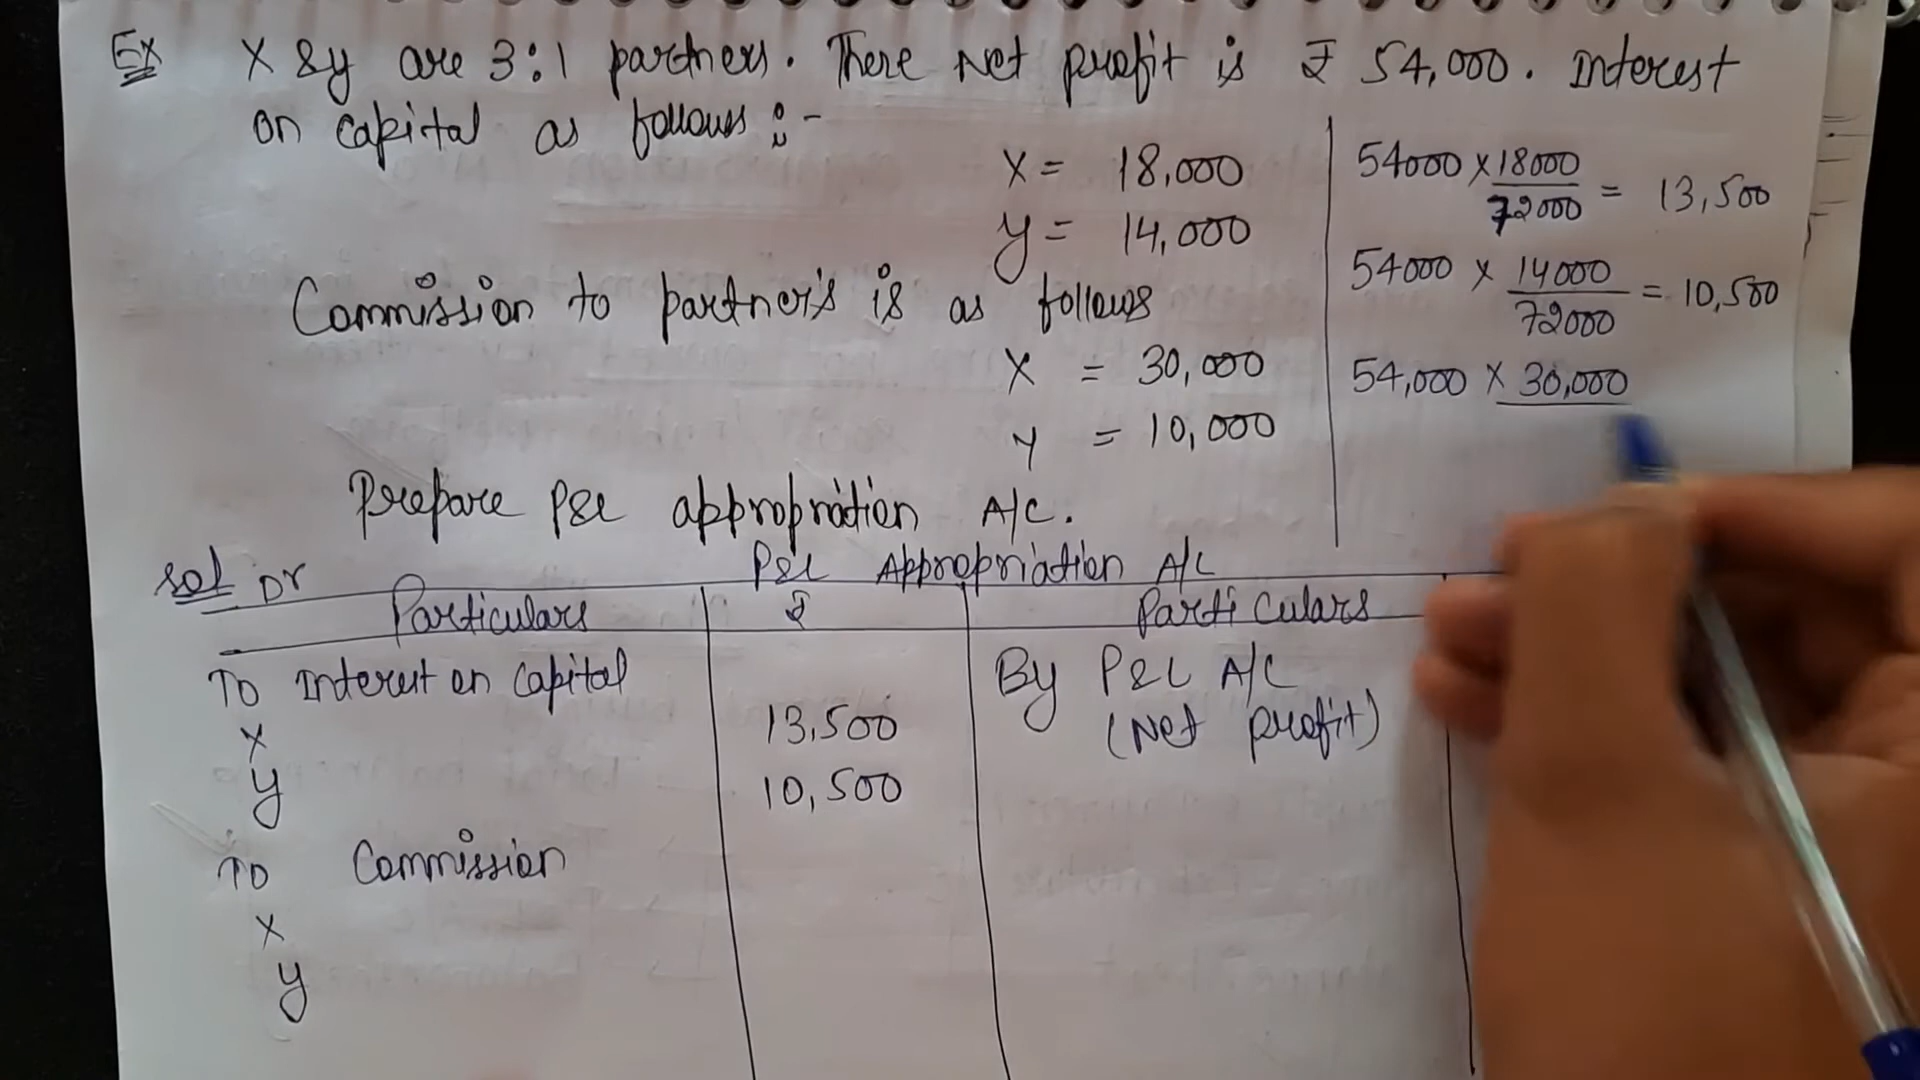 Ex X & y are 3:1 partners. There Net profit is ₹ 54,000. Interest
on capital as follows :-
X = 18,000
y = 14,000
Commission to partner's is as follows
X = 30,000
Y = 10,000
Prepare P&L appropriation A/C.
54000 × 18000/72000 = 13,500
54000 × 14000/72000 = 10,500
54,000 × 30,000
Sol Dr P&L Appropriation A/C
Particulars ₹ Particulars
To Interest on Capital By P&L A/C
X 13,500 (Net profit)
y 10,500
To Commission
X
y